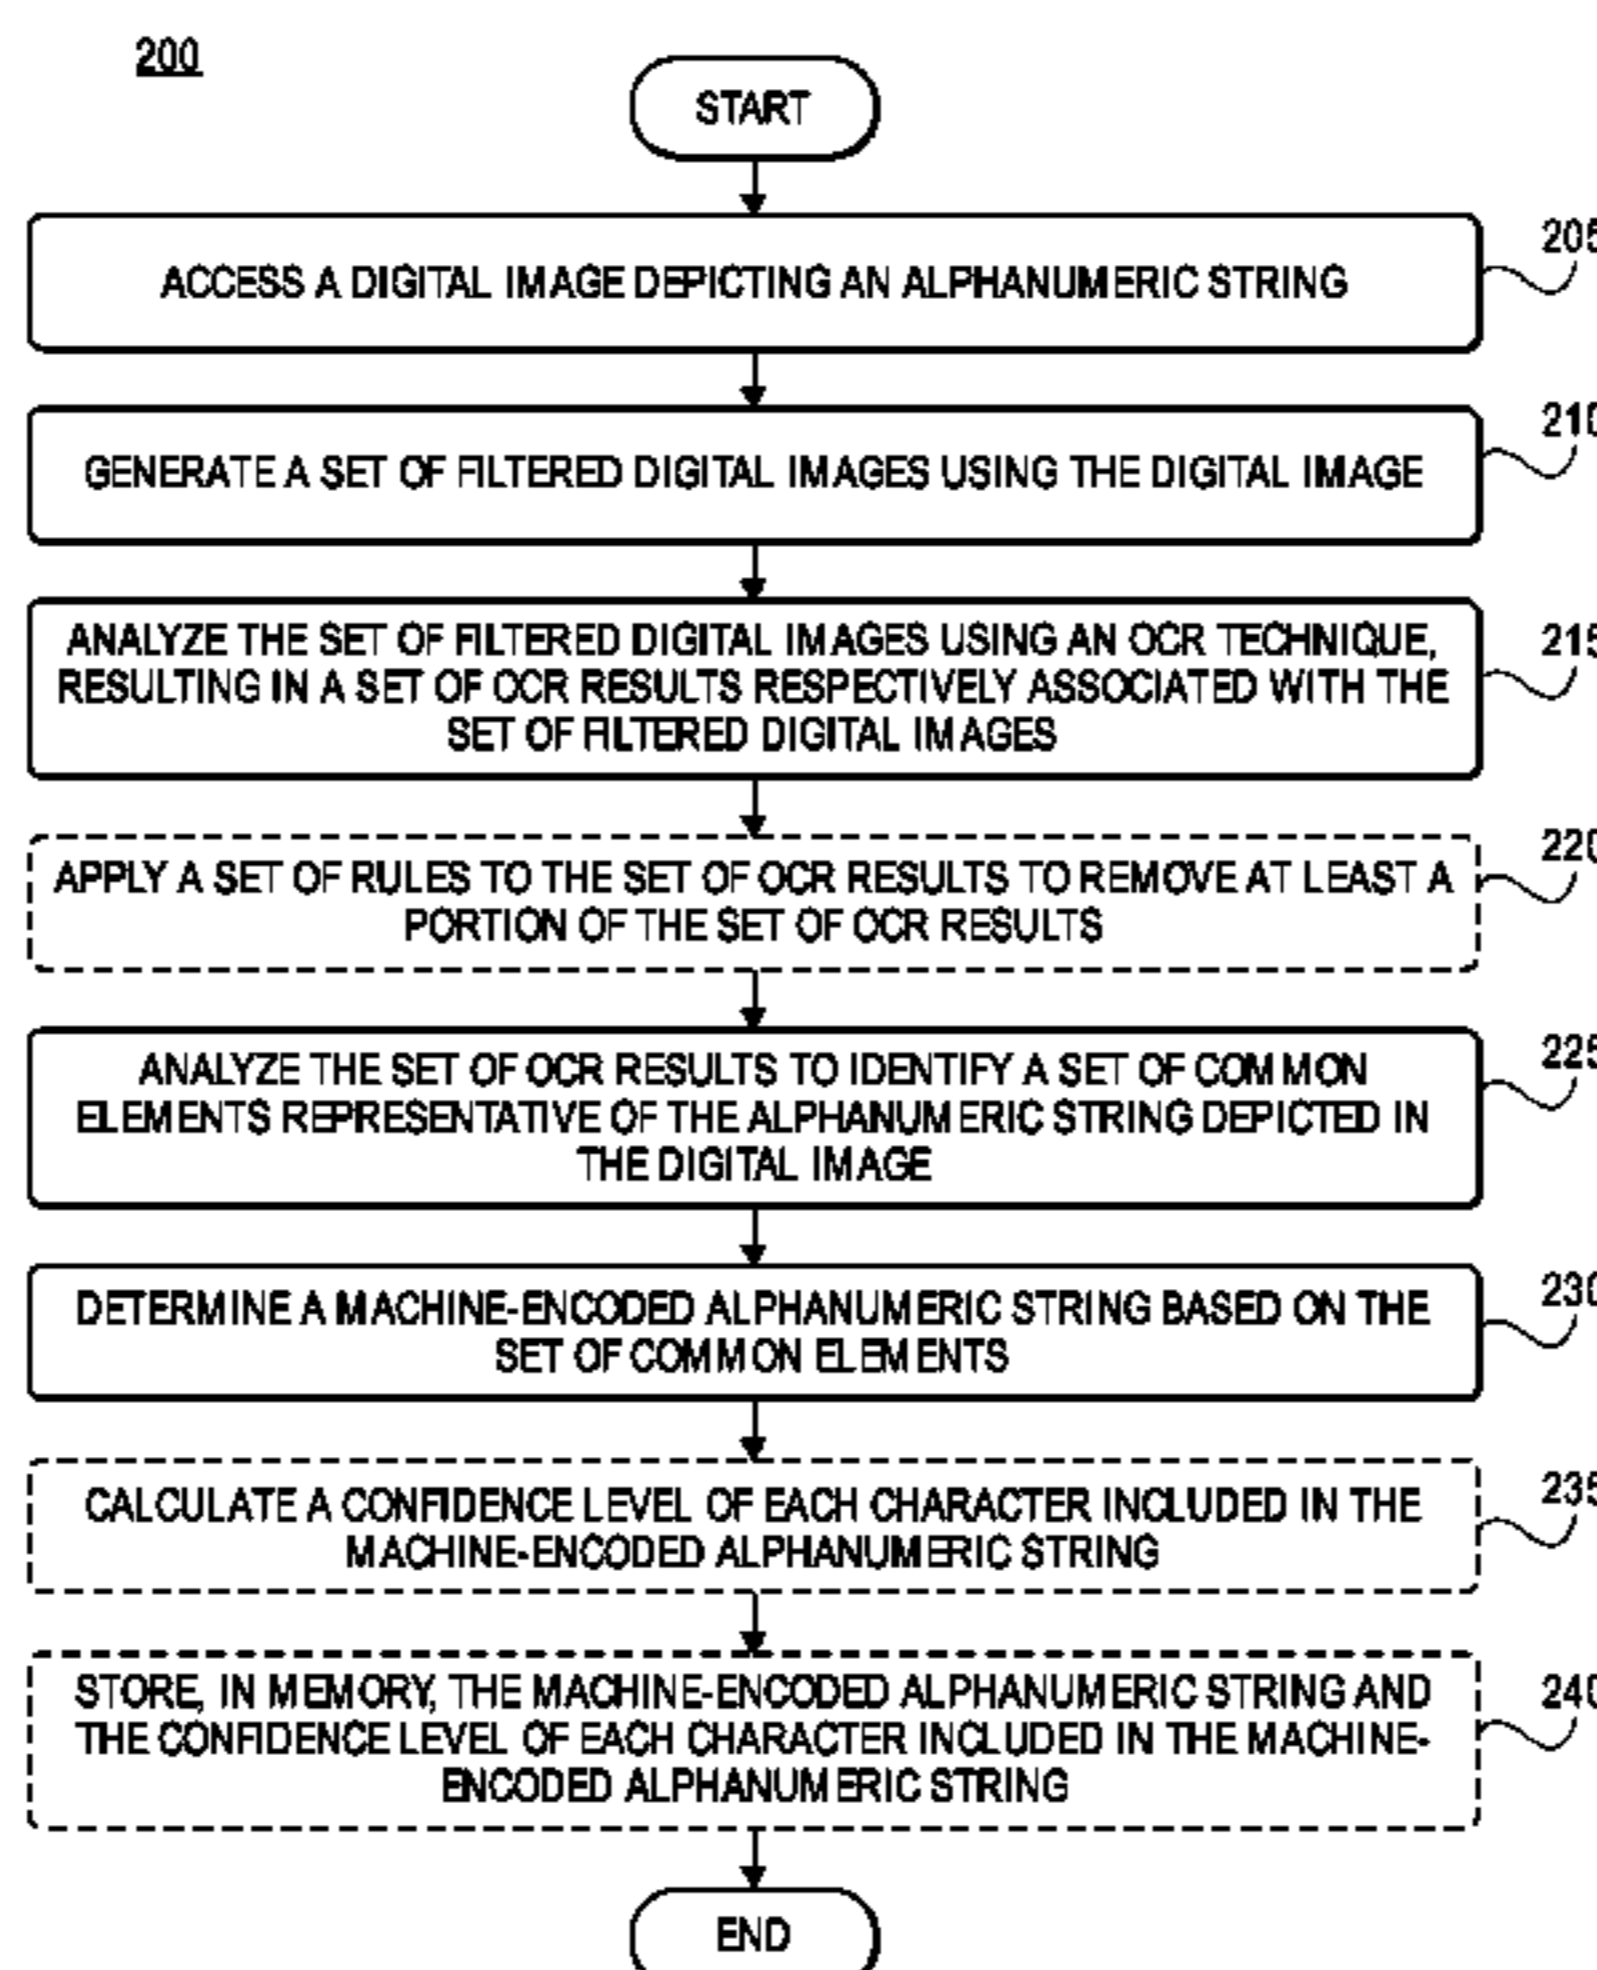 200
START
205
ACCESS A DIGITAL IMAGE DEPICTING AN ALPHANUMERIC STRING
210
GENERATE A SET OF FILTERED DIGITAL IMAGES USING THE DIGITAL IMAGE
215
ANALYZE THE SET OF FILTERED DIGITAL IMAGES USING AN OCR TECHNIQUE,
RESULTING IN A SET OF OCR RESULTS RESPECTIVELY ASSOCIATED WITH THE
SET OF FILTERED DIGITAL IMAGES
220
APPLY A SET OF RULES TO THE SET OF OCR RESULTS TO REMOVE AT LEAST A
PORTION OF THE SET OF OCR RESULTS
225
ANALYZE THE SET OF OCR RESULTS TO IDENTIFY A SET OF COMMON
ELEMENTS REPRESENTATIVE OF THE ALPHANUMERIC STRING DEPICTED IN
THE DIGITAL IMAGE
230
DETERMINE A MACHINE-ENCODED ALPHANUMERIC STRING BASED ON THE
SET OF COMMON ELEMENTS
235
CALCULATE A CONFIDENCE LEVEL OF EACH CHARACTER INCLUDED IN THE
MACHINE-ENCODED ALPHANUMERIC STRING
240
STORE, IN MEMORY, THE MACHINE-ENCODED ALPHANUMERIC STRING AND
THE CONFIDENCE LEVEL OF EACH CHARACTER INCLUDED IN THE MACHINE-
ENCODED ALPHANUMERIC STRING
END